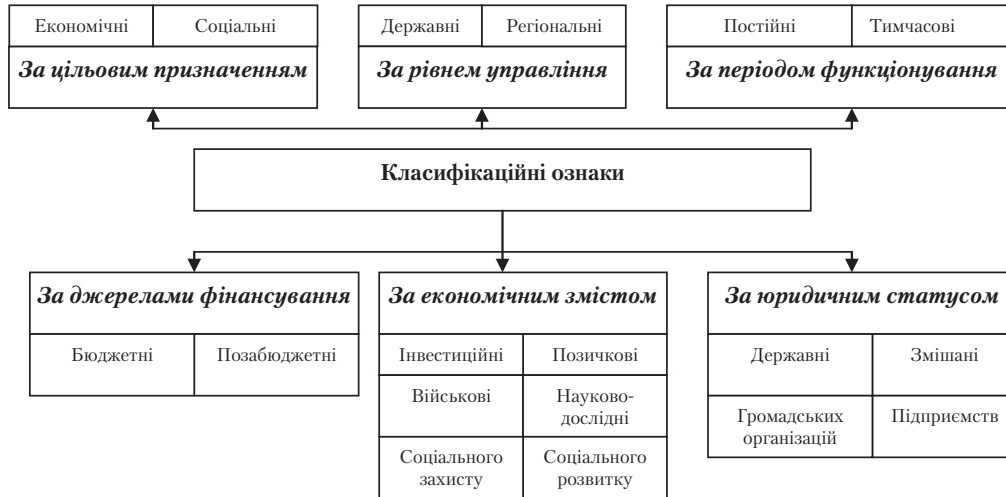 Економічні Соціальні Державні Регіональні Постійні Тимчасові
За цільовим призначенням За рівнем управління За періодом функціонування
Класифікаційні ознаки
За джерелами фінансування За економічним змістом За юридичним статусом
Бюджетні Позабюджетні Інвестиційні Позичкові Державні Змішані
Військові Науково-
дослідні
Громадських
організацій Підприємств
Соціального
захисту
Соціального
розвитку